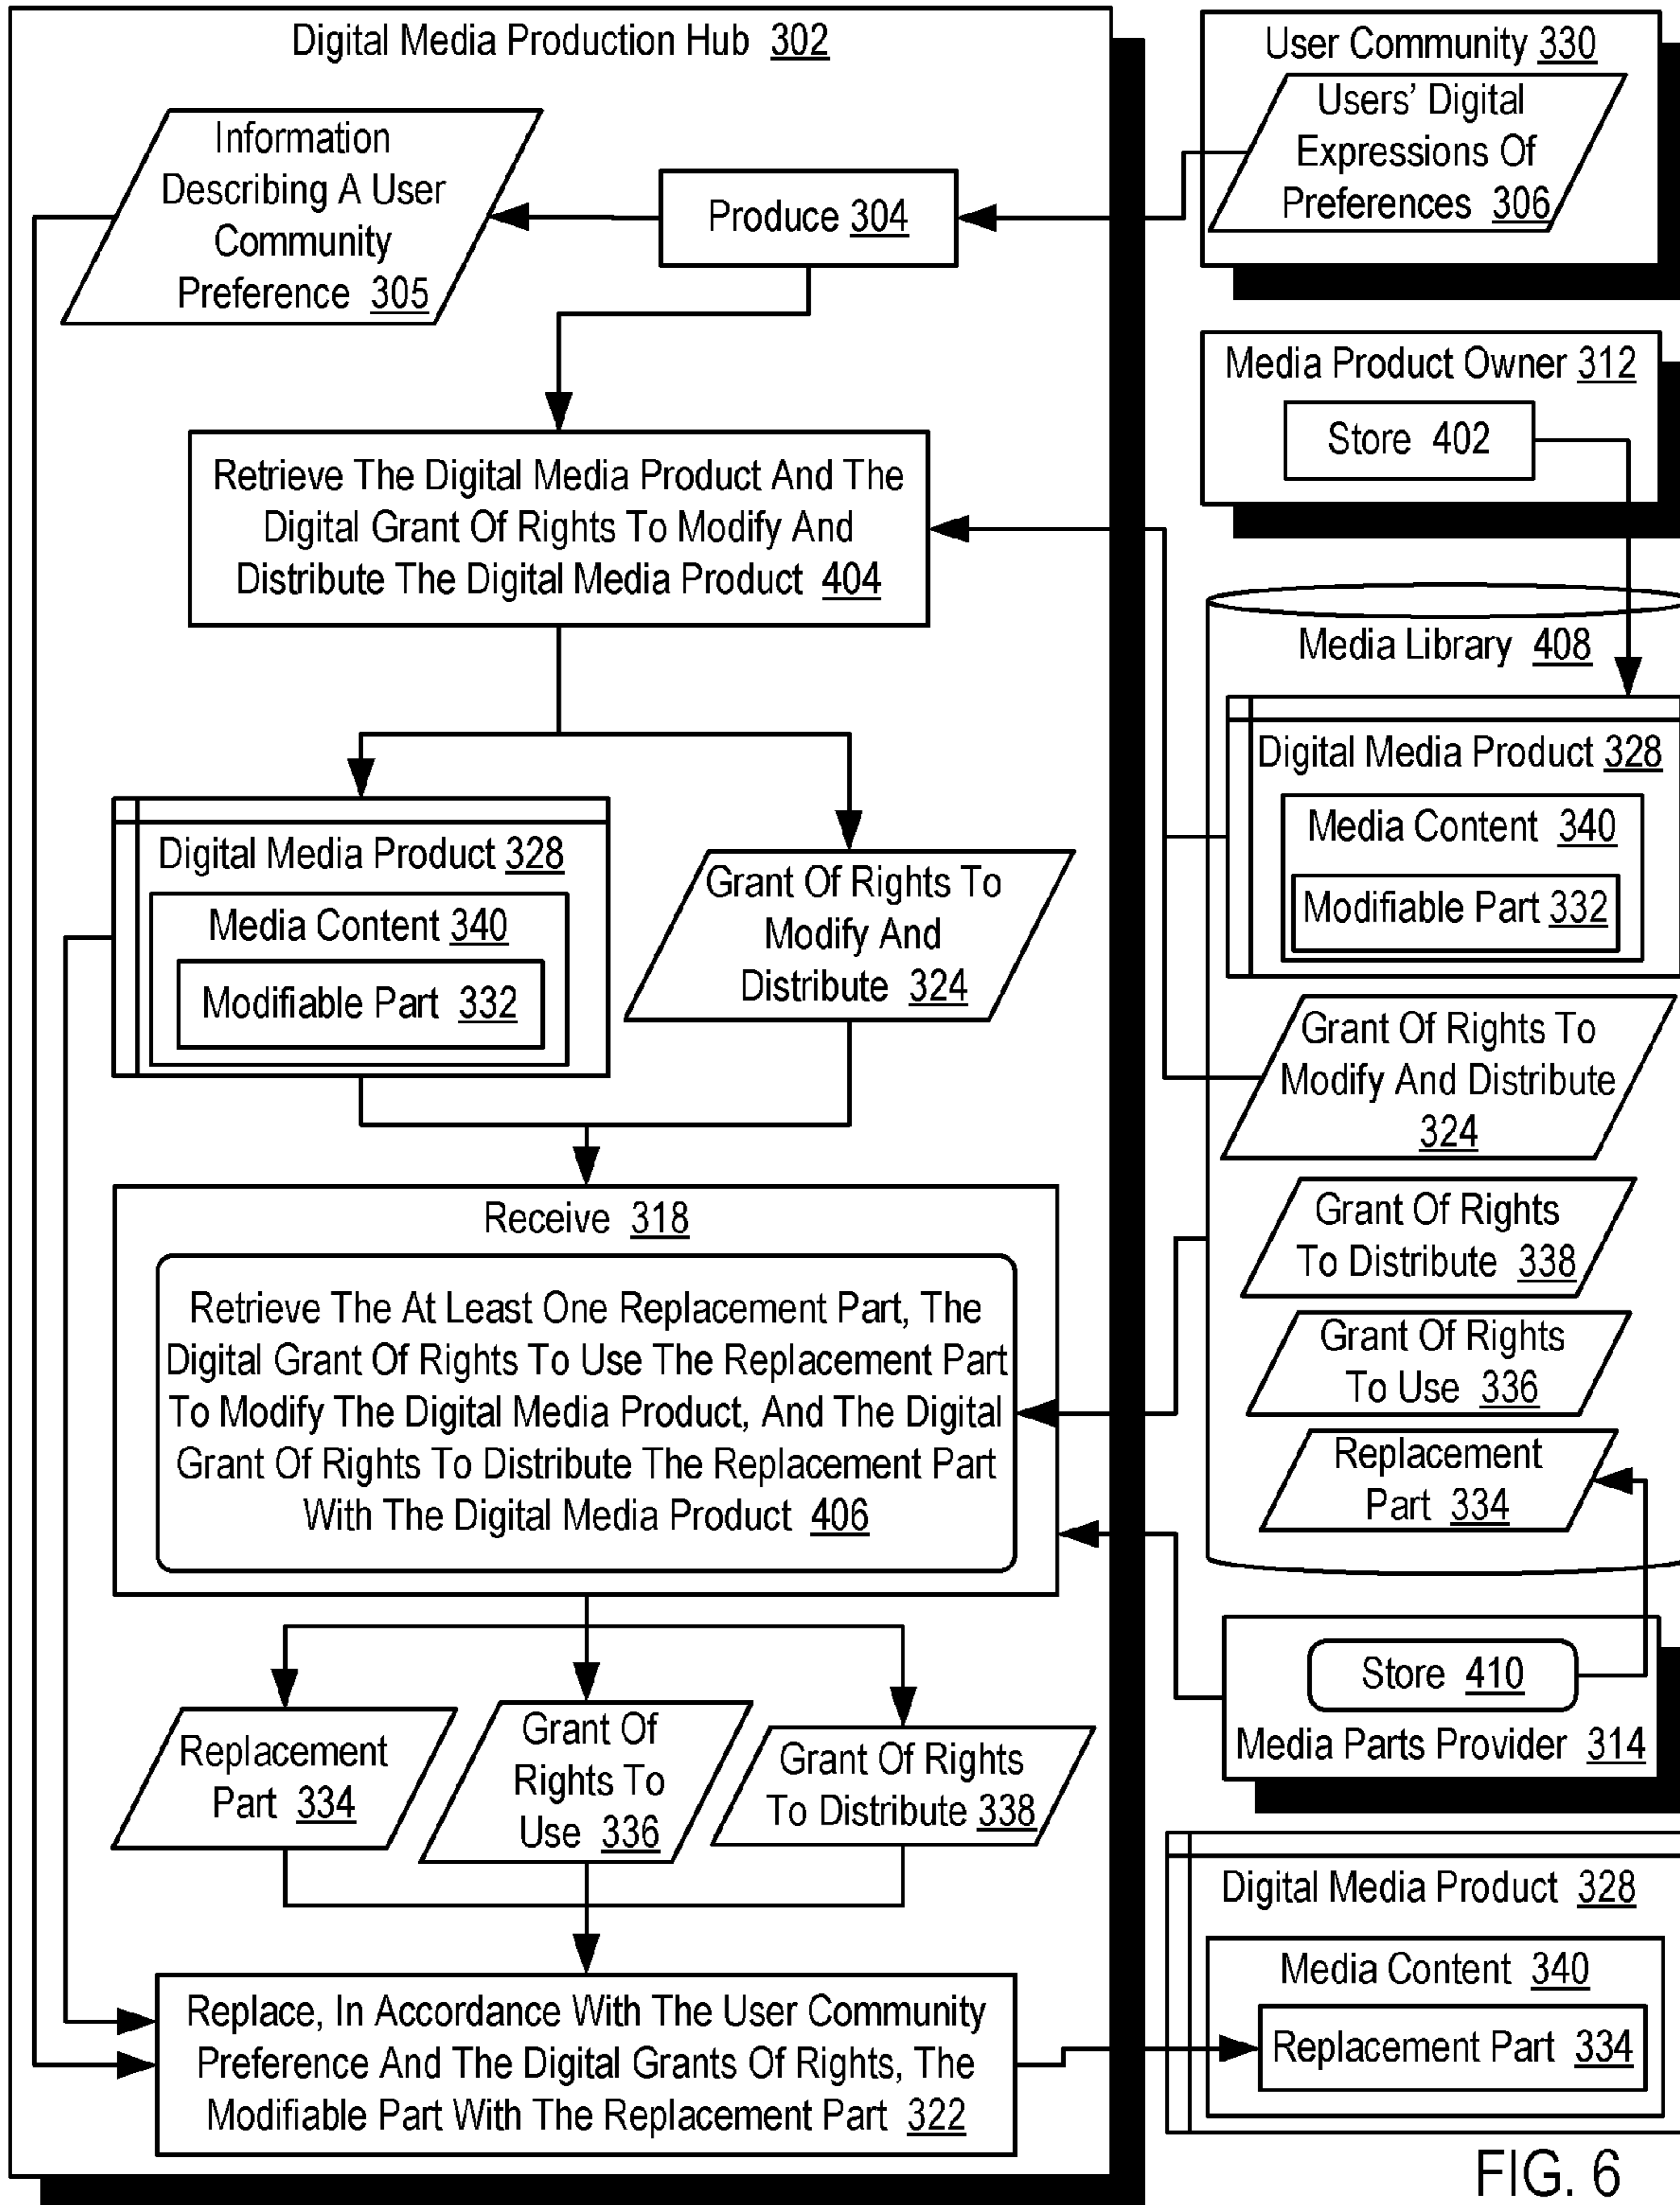 Digital Media Production Hub 302
Information
Describing A User
Community
Preference 305
Produce 304
Retrieve The Digital Media Product And The
Digital Grant Of Rights To Modify And
Distribute The Digital Media Product 404
Digital Media Product 328
Media Content 340
Modifiable Part 332
Grant Of Rights To
Modify And
Distribute 324
Receive 318
Retrieve The At Least One Replacement Part, The
Digital Grant Of Rights To Use The Replacement Part
To Modify The Digital Media Product, And The Digital
Grant Of Rights To Distribute The Replacement Part
With The Digital Media Product 406
Replacement
Part 334
Grant Of
Rights To
Use 336
Grant Of Rights
To Distribute 338
Replace, In Accordance With The User Community
Preference And The Digital Grants Of Rights, The
Modifiable Part With The Replacement Part 322
User Community 330
Users' Digital
Expressions Of
Preferences 306
Media Product Owner 312
Store 402
Media Library 408
Digital Media Product 328
Media Content 340
Modifiable Part 332
Grant Of Rights To
Modify And Distribute
324
Grant Of Rights
To Distribute 338
Grant Of Rights
To Use 336
Replacement
Part 334
Store 410
Media Parts Provider 314
Digital Media Product 328
Media Content 340
Replacement Part 334
FIG. 6